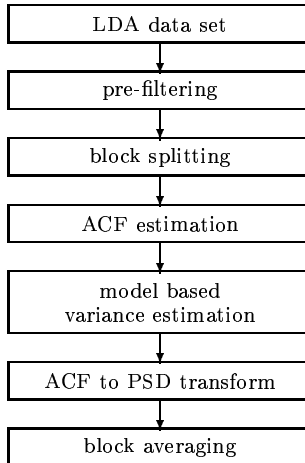 LDA data set
pre-filtering
block splitting
ACF estimation
model based
variance estimation
ACF to PSD transform
block averaging